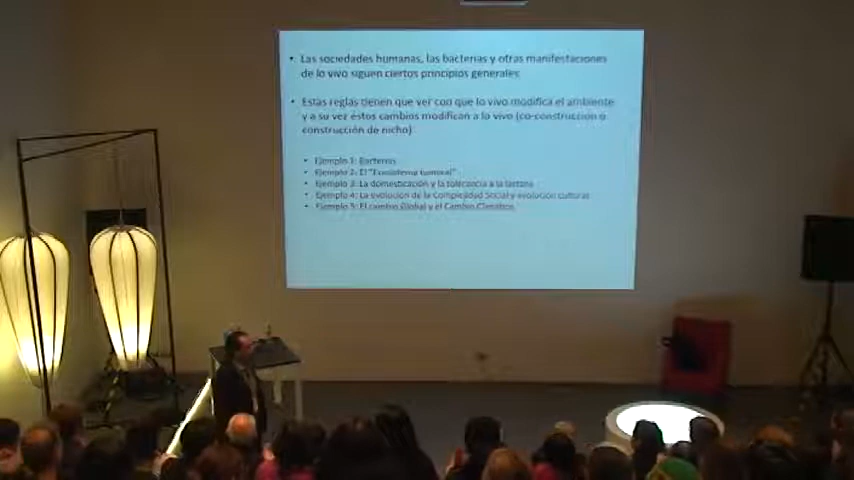 • Las sociedades humanas, las bacterias y otras manifestaciones
de lo vivo siguen ciertos principios generales
• Estas reglas tienen que ver con que lo vivo modifica el ambiente
y a su vez éstos cambios modifican a lo vivo (co-construcción o
construcción de nicho)
• Ejemplo 1: Bacterias
• Ejemplo 2: El "Ecosistema tumoral"
• Ejemplo 3: La domesticación y la tolerancia a la lactosa
• Ejemplo 4: La evolución de la Complejidad Social y evolución cultural
• Ejemplo 5: El cambio Global y el Cambio Climático